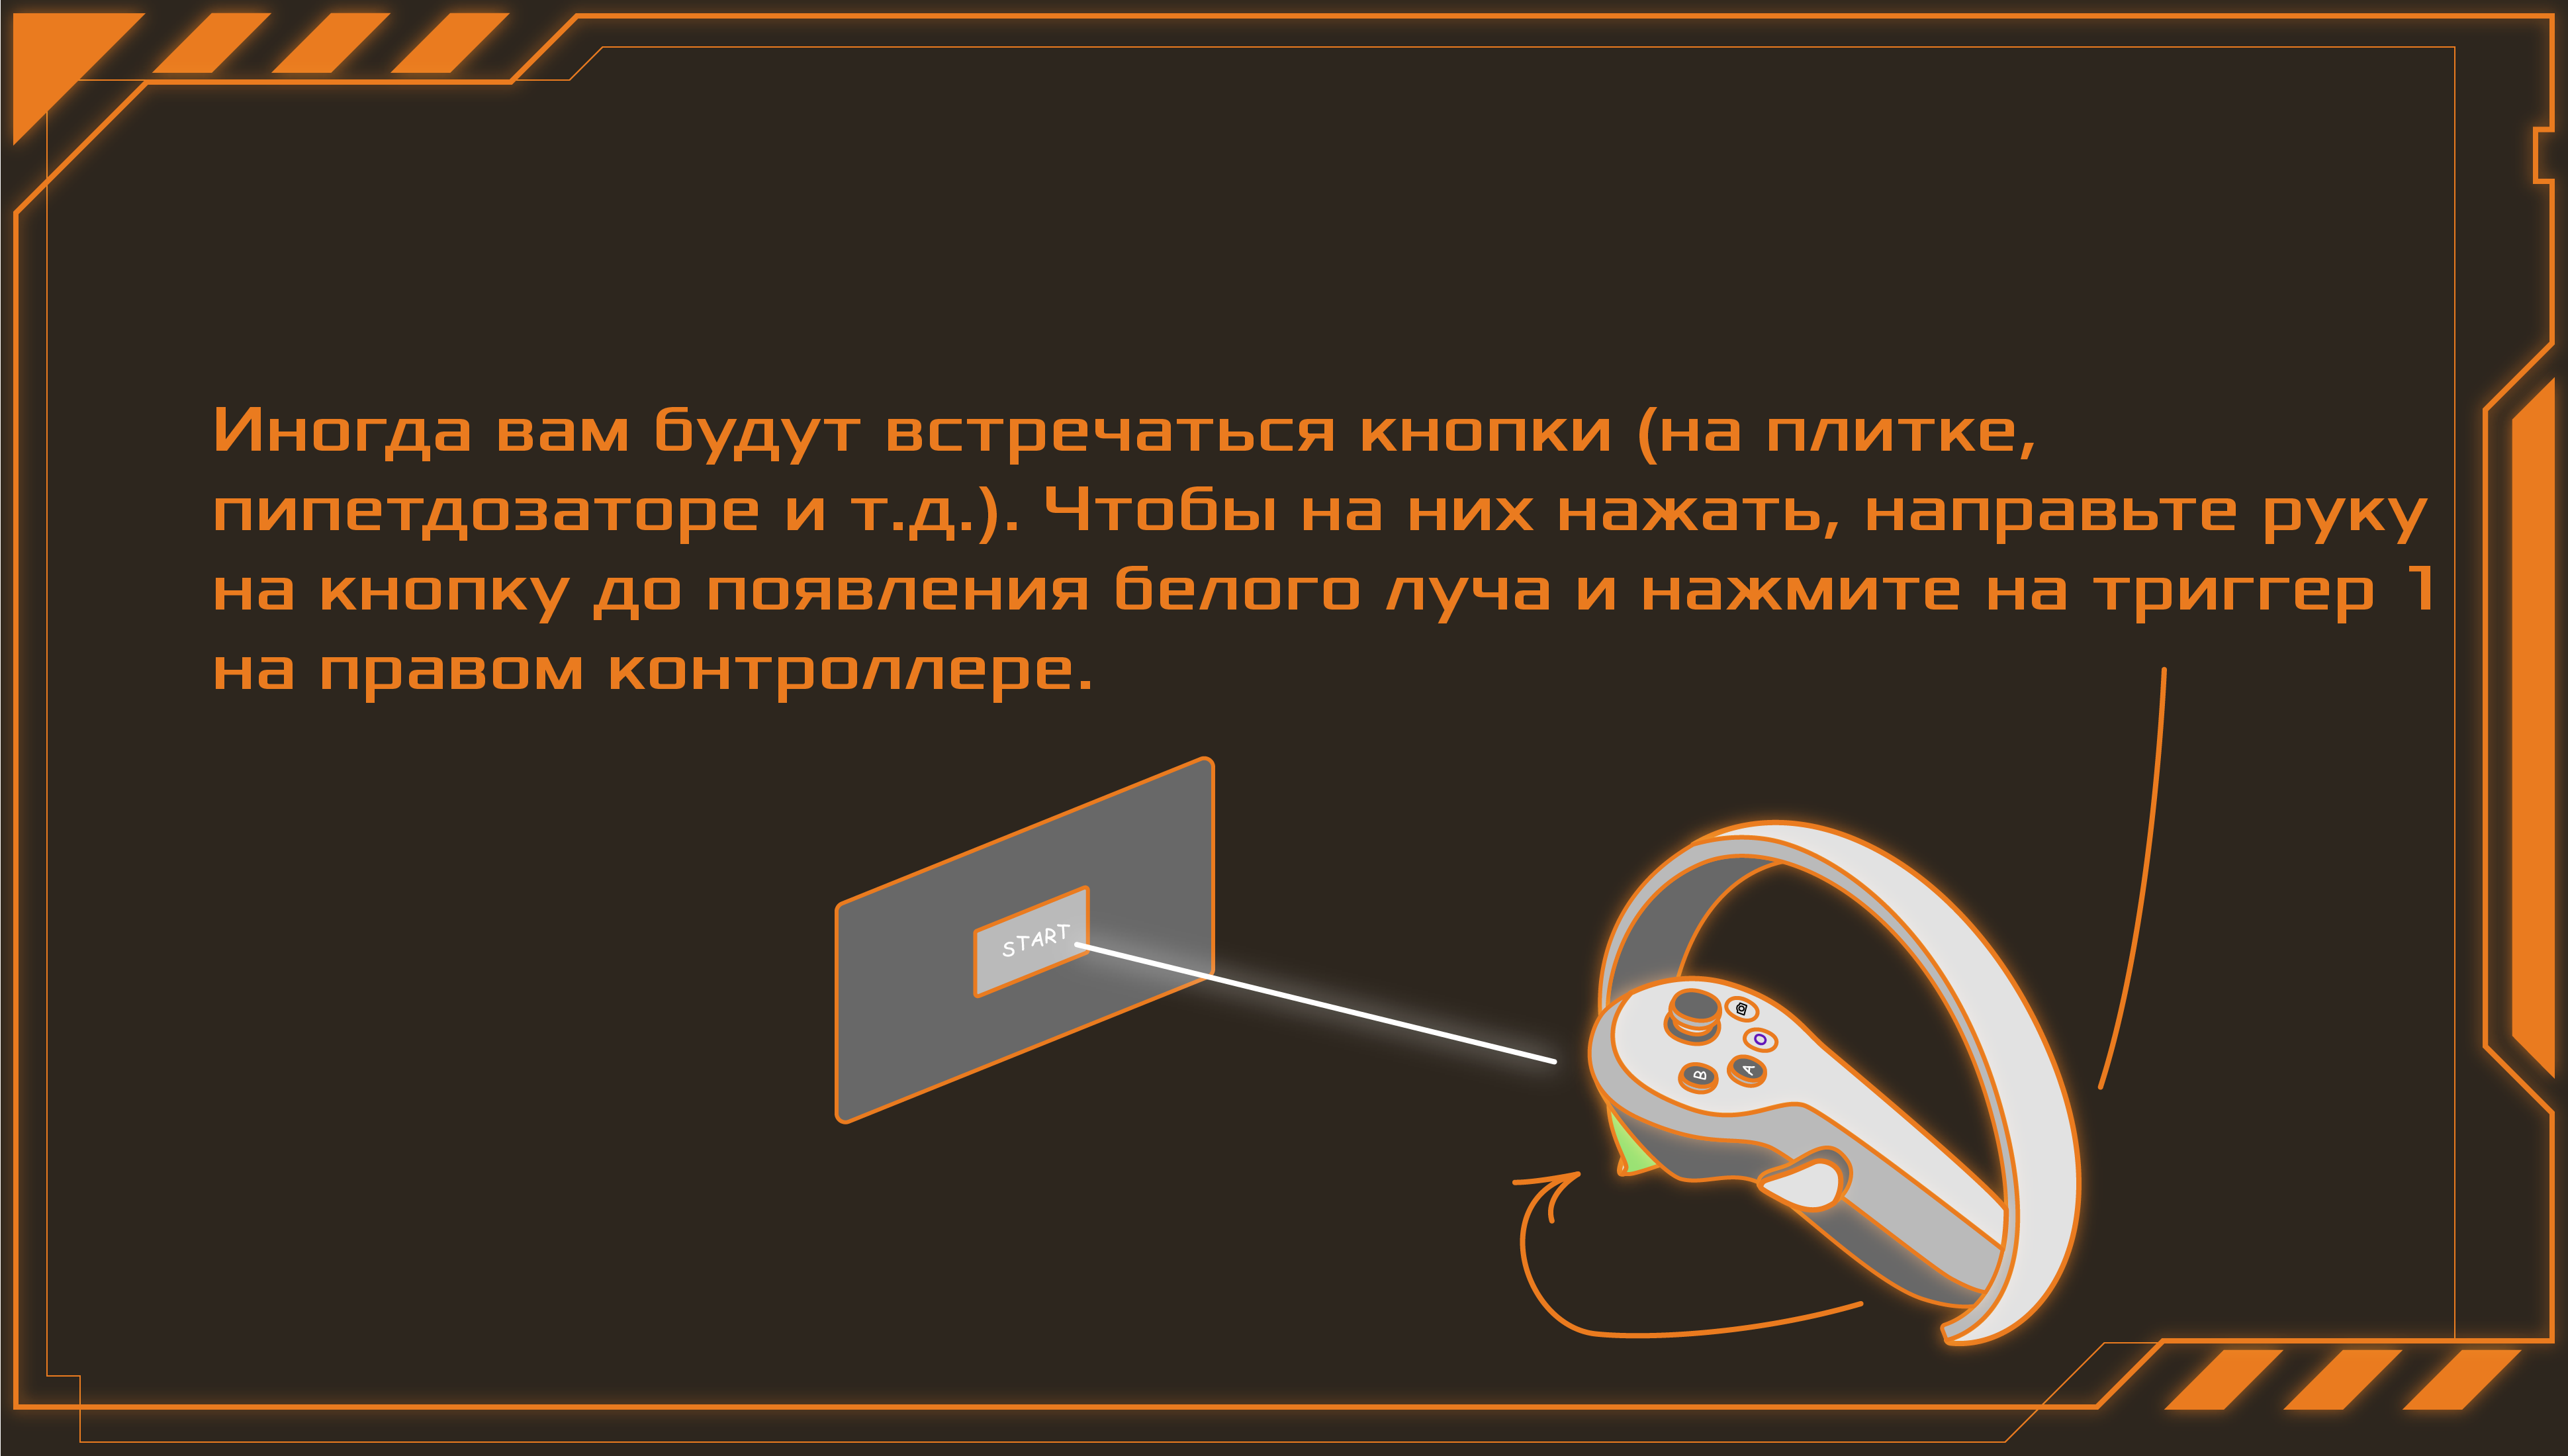 Иногда вам будут встречаться кнопки (на плитке,
пипетдозаторе и т.д.). Чтобы на них нажать, направьте руку
на кнопку до появления белого луча и нажмите на триггер 1
на правом контроллере.
START
B A